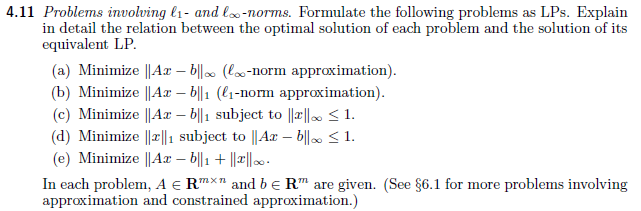 4.11 Problems involving ℓ₁- and ℓ∞-norms. Formulate the following problems as LPs. Explain
in detail the relation between the optimal solution of each problem and the solution of its
equivalent LP.
(a) Minimize ‖Ax − b‖∞ (ℓ∞-norm approximation).
(b) Minimize ‖Ax − b‖₁ (ℓ₁-norm approximation).
(c) Minimize ‖Ax − b‖₁ subject to ‖x‖∞ ≤ 1.
(d) Minimize ‖x‖₁ subject to ‖Ax − b‖∞ ≤ 1.
(e) Minimize ‖Ax − b‖₁ + ‖x‖∞.
In each problem, A ∈ R^{m×n} and b ∈ R^m are given. (See §6.1 for more problems involving
approximation and constrained approximation.)